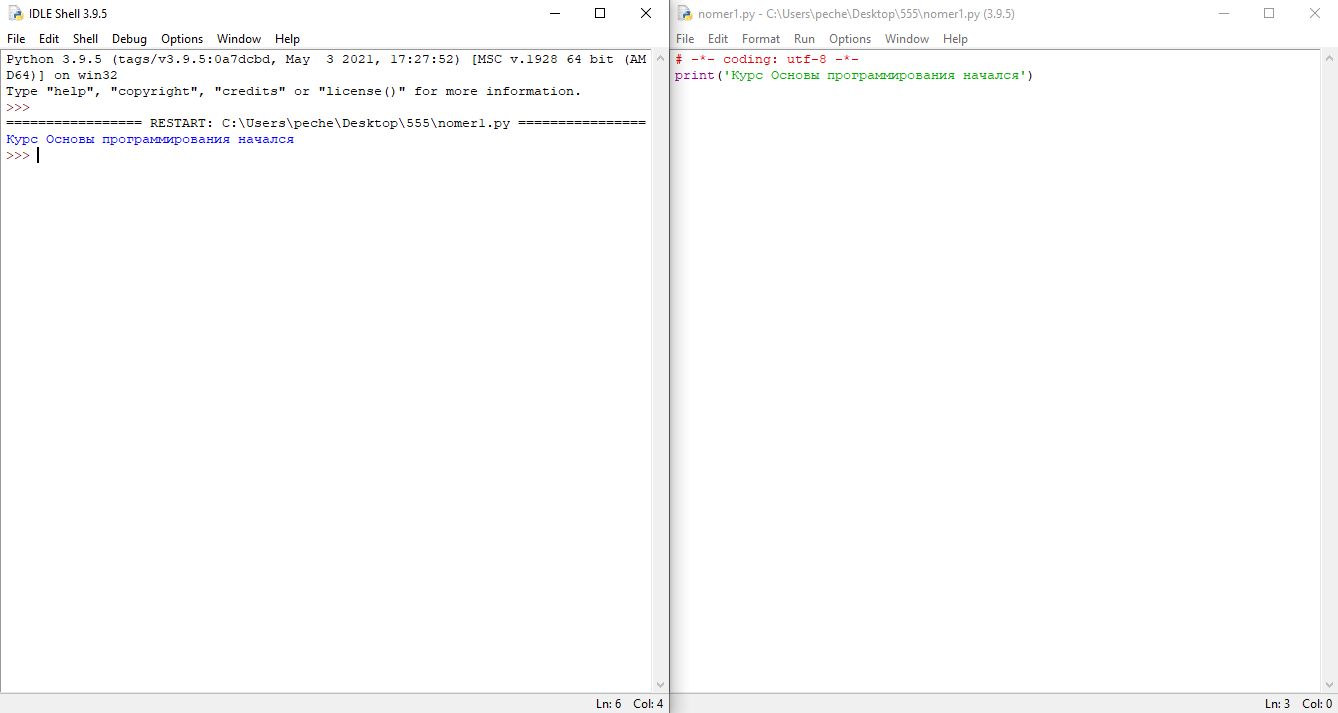 IDLE Shell 3.9.5
File Edit Shell Debug Options Window Help
Python 3.9.5 (tags/v3.9.5:0a7dcbd, May  3 2021, 17:27:52) [MSC v.1928 64 bit (AM
D64)] on win32
Type "help", "copyright", "credits" or "license()" for more information.
>>>
================= RESTART: C:\Users\peche\Desktop\555\nomer1.py ================
Курс Основы программирования начался
>>>
Ln: 6 Col: 4
nomer1.py - C:\Users\peche\Desktop\555\nomer1.py (3.9.5)
File Edit Format Run Options Window Help
# -*- coding: utf-8 -*-
print('Курс Основы программирования начался')
Ln: 3 Col: 0